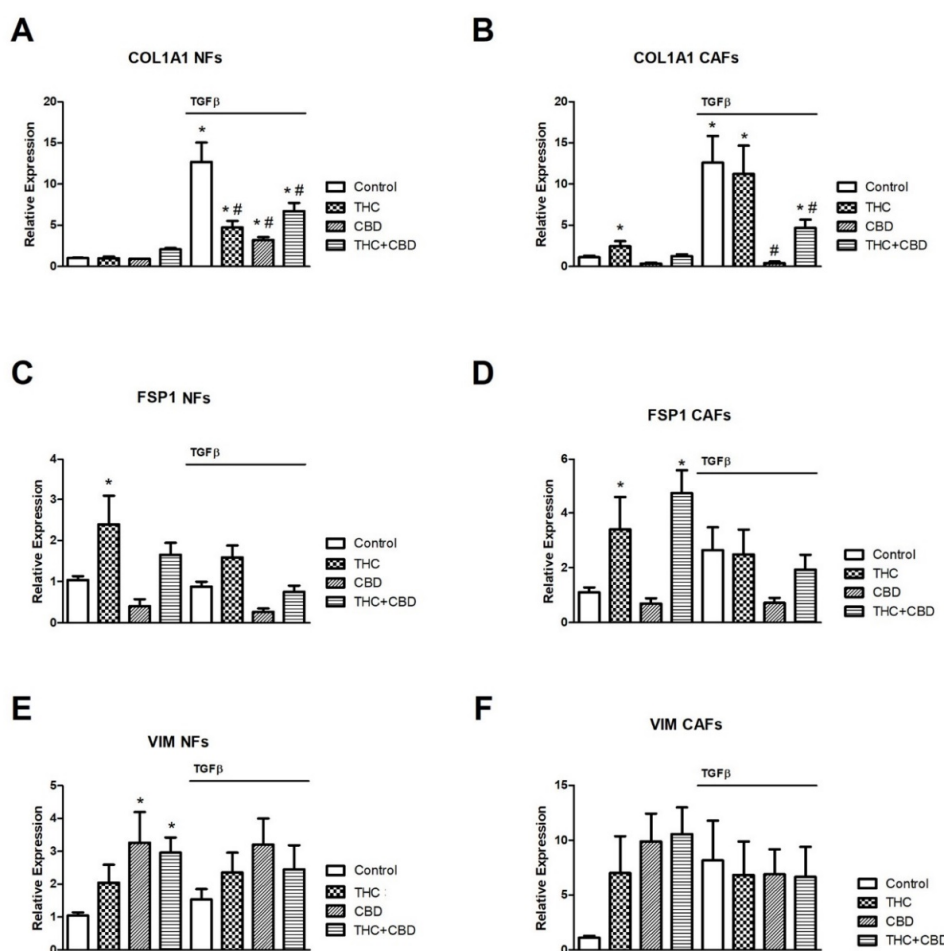 A
COL1A1 NFs
TGFβ
20
15
10
5
0
Relative Expression
*
* #
* #
* #
Control
THC
CBD
THC+CBD
B
COL1A1 CAFs
TGFβ
20
15
10
5
0
Relative Expression
*
*
*
#
* #
Control
THC
CBD
THC+CBD
C
FSP1 NFs
TGFβ
4
3
2
1
0
Relative Expression
*
Control
THC
CBD
THC+CBD
D
FSP1 CAFs
TGFβ
6
4
2
0
Relative Expression
*
*
Control
THC
CBD
THC+CBD
E
VIM NFs
TGFβ
5
4
3
2
1
0
Relative Expression
*
*
Control
THC
CBD
THC+CBD
F
VIM CAFs
TGFβ
15
10
5
0
Relative Expression
Control
THC
CBD
THC+CBD